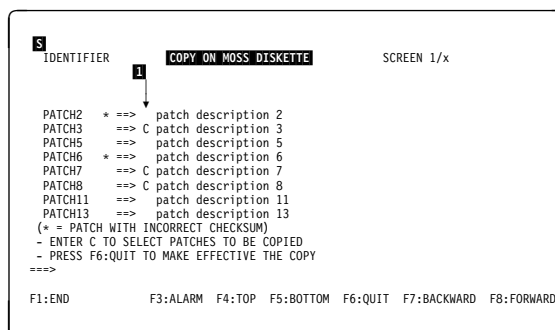 S
IDENTIFIER COPY ON MOSS DISKETTE SCREEN 1/x
1
PATCH2 * ==> patch description 2
PATCH3 ==> C patch description 3
PATCH5 ==> patch description 5
PATCH6 * ==> patch description 6
PATCH7 ==> C patch description 7
PATCH8 ==> C patch description 8
PATCH11 ==> patch description 11
PATCH13 ==> patch description 13
(* = PATCH WITH INCORRECT CHECKSUM)
- ENTER C TO SELECT PATCHES TO BE COPIED
- PRESS F6:QUIT TO MAKE EFFECTIVE THE COPY
===>
F1:END F3:ALARM F4:TOP F5:BOTTOM F6:QUIT F7:BACKWARD F8:FORWARD